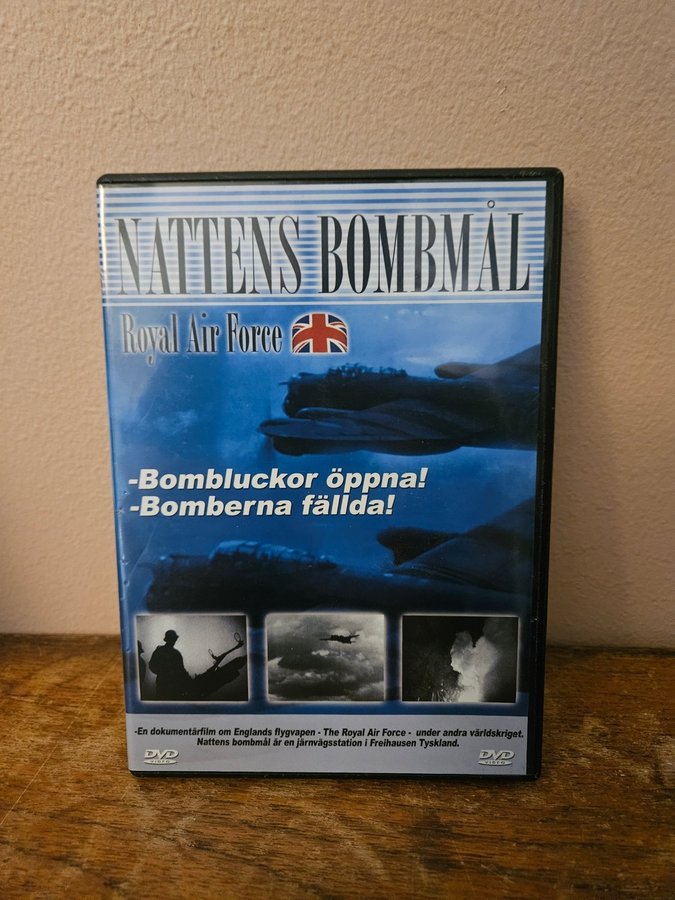 NATTENS BOMBMÅL
Royal Air Force
-Bombluckor öppna!
-Bomberna fällda!
-En dokumentärfilm om Englands flygvapen - The Royal Air Force - under andra världskriget.
Nattens bombmål är en järnvägsstation i Freihausen Tyskland.
DVD VIDEO
DVD VIDEO